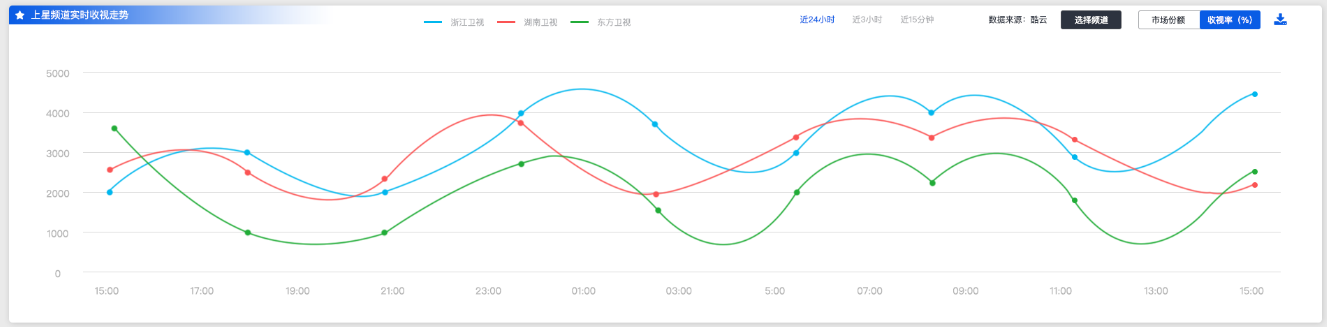 上星频道实时收视走势
浙江卫视 湖南卫视 东方卫视
近24小时 近3小时 近15分钟
数据来源：酷云 选择频道 市场份额 收视率（%）
5000
4000
3000
2000
1000
0
15:00 17:00 19:00 21:00 23:00 01:00 03:00 5:00 07:00 09:00 11:00 13:00 15:00